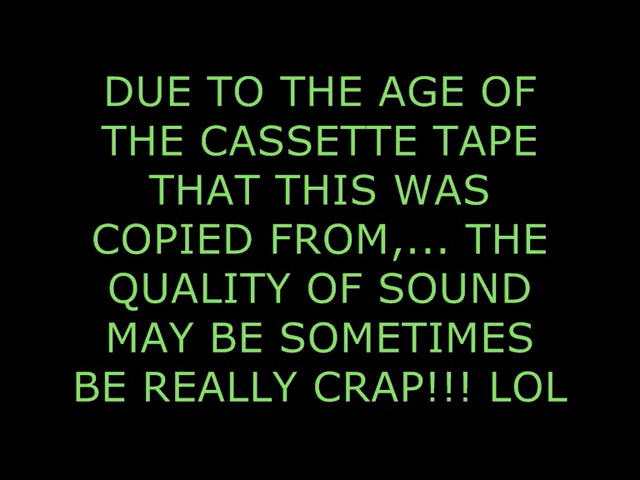 DUE TO THE AGE OF
THE CASSETTE TAPE
THAT THIS WAS
COPIED FROM,... THE
QUALITY OF SOUND
MAY BE SOMETIMES
BE REALLY CRAP!!! LOL